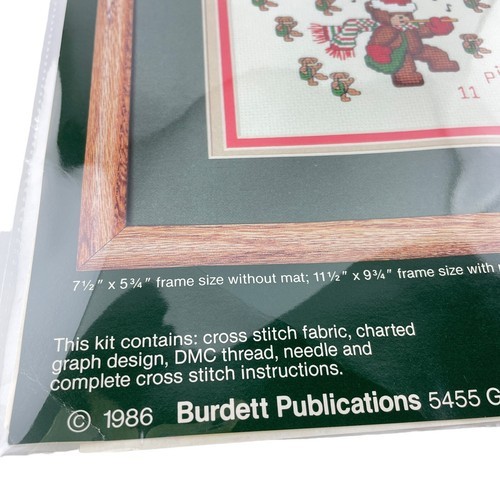 11 Pi
7½" x 5¾" frame size without mat; 11½" x 9¾" frame size with
This kit contains: cross stitch fabric, charted
graph design, DMC thread, needle and
complete cross stitch instructions.
© 1986 Burdett Publications 5455 G